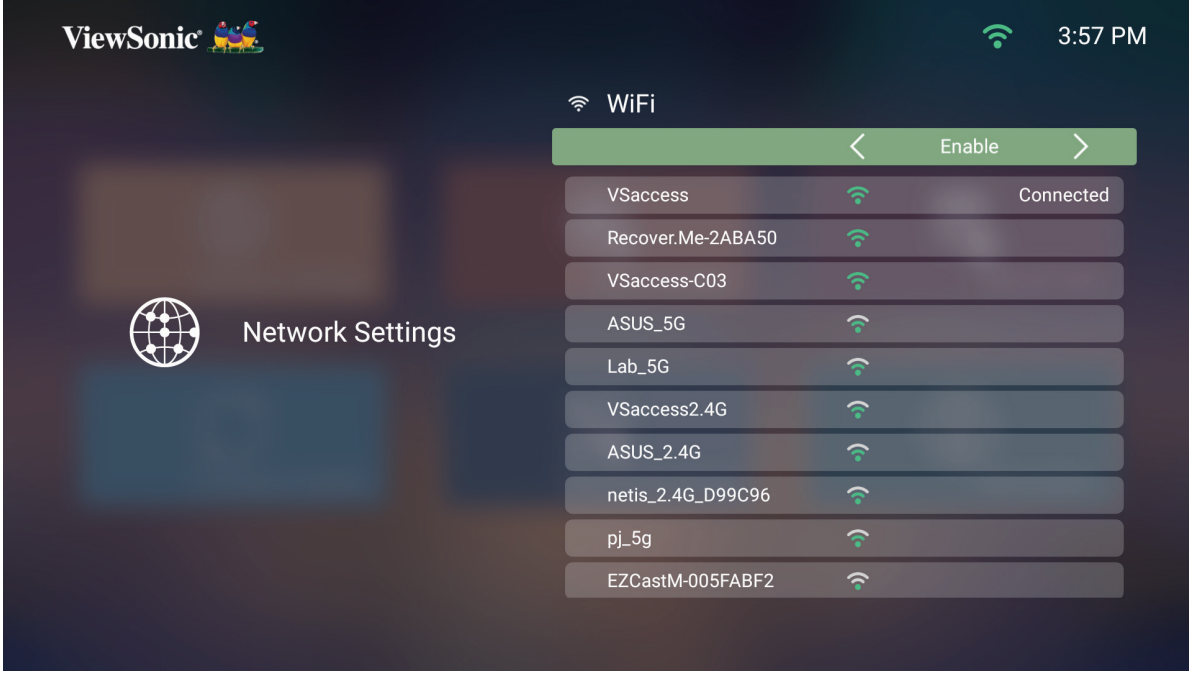 ViewSonic®
3:57 PM
WiFi
Enable
VSaccess Connected
Recover.Me-2ABA50
VSaccess-C03
ASUS_5G
Lab_5G
VSaccess2.4G
ASUS_2.4G
netis_2.4G_D99C96
pj_5g
EZCastM-005FABF2
Network Settings